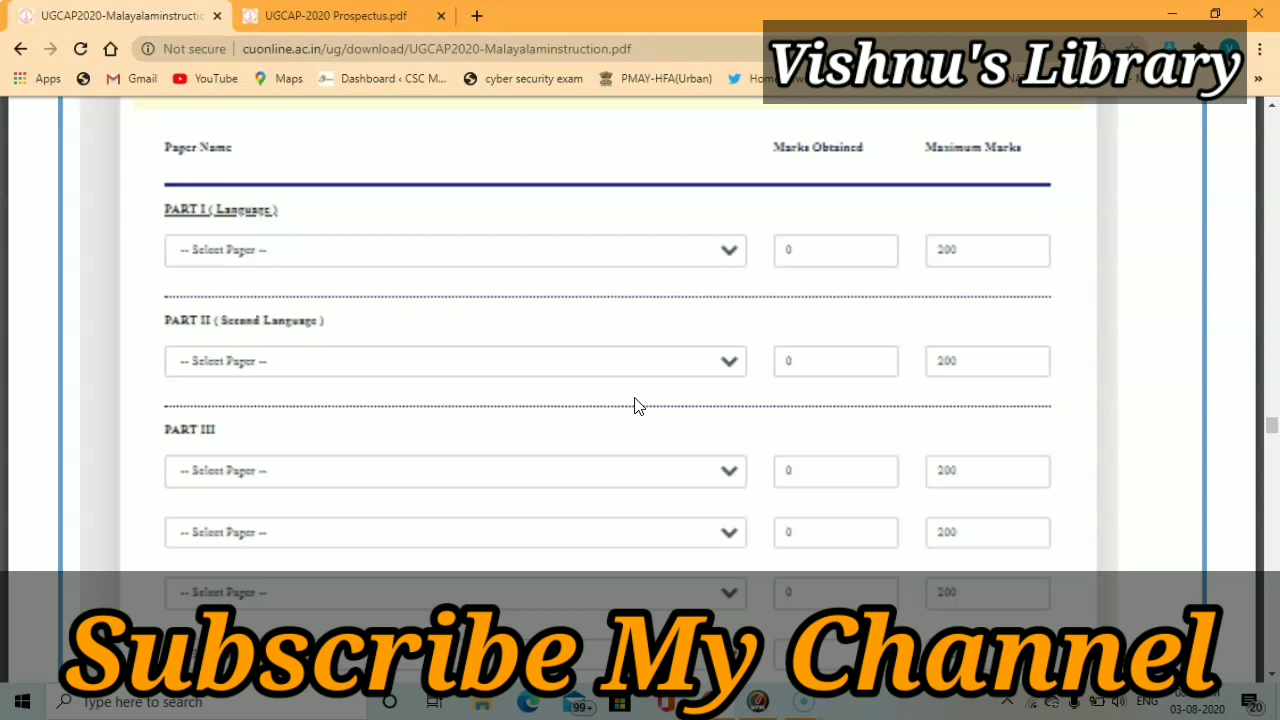 UGCAP2020-Malayalaminstruction.p
UGCAP-2020 Prospectus.pdf
Not secure
cuonline.ac.in/ug/download/UGCAP2020-Malayalaminstruction.pdf
Vishnu's Library
Apps
Gmail
YouTube
Maps
Dashboard ‹ CSC M...
cyber security exam
PMAY-HFA(Urban)
Paper Name
Marks Obtained
Maximum Marks
PART I ( Language )
-- Select Paper --
0
200
PART II ( Second Language )
-- Select Paper --
0
200
PART III
-- Select Paper --
0
200
-- Select Paper --
0
200
-- Select Paper --
0
200
Subscribe My Channel
Type here to search
99+
ENG
03-08-2020
20